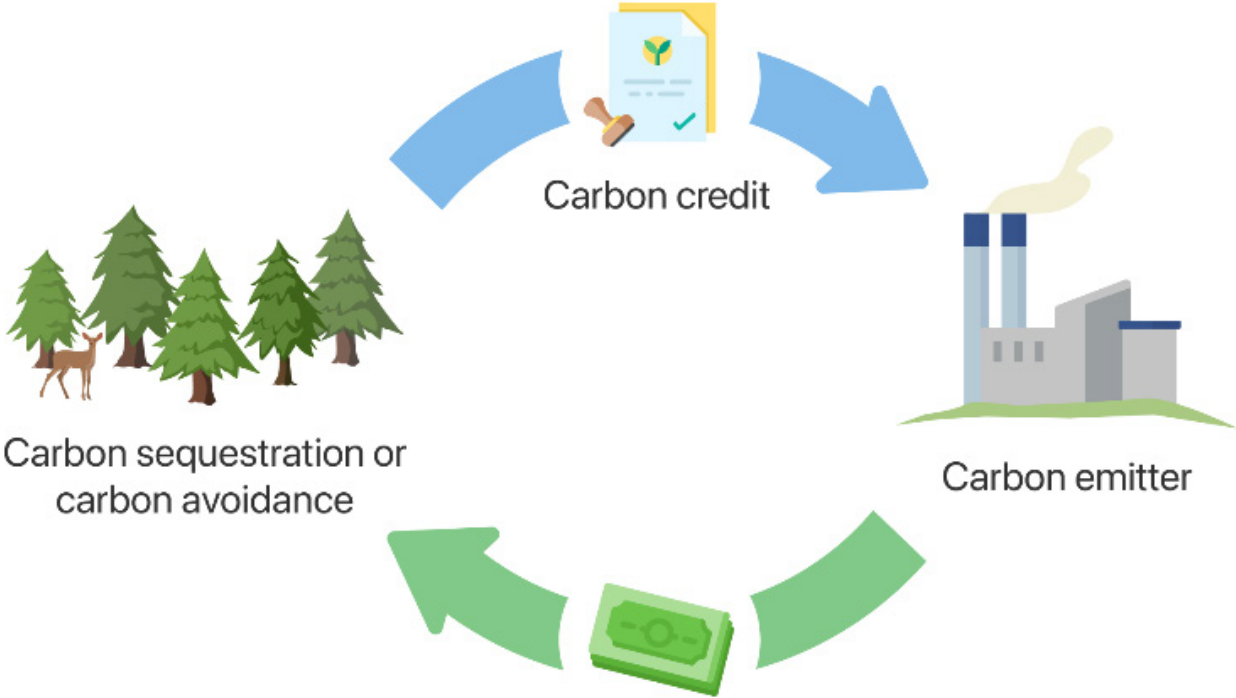 Carbon credit
Carbon sequestration or
carbon avoidance
Carbon emitter